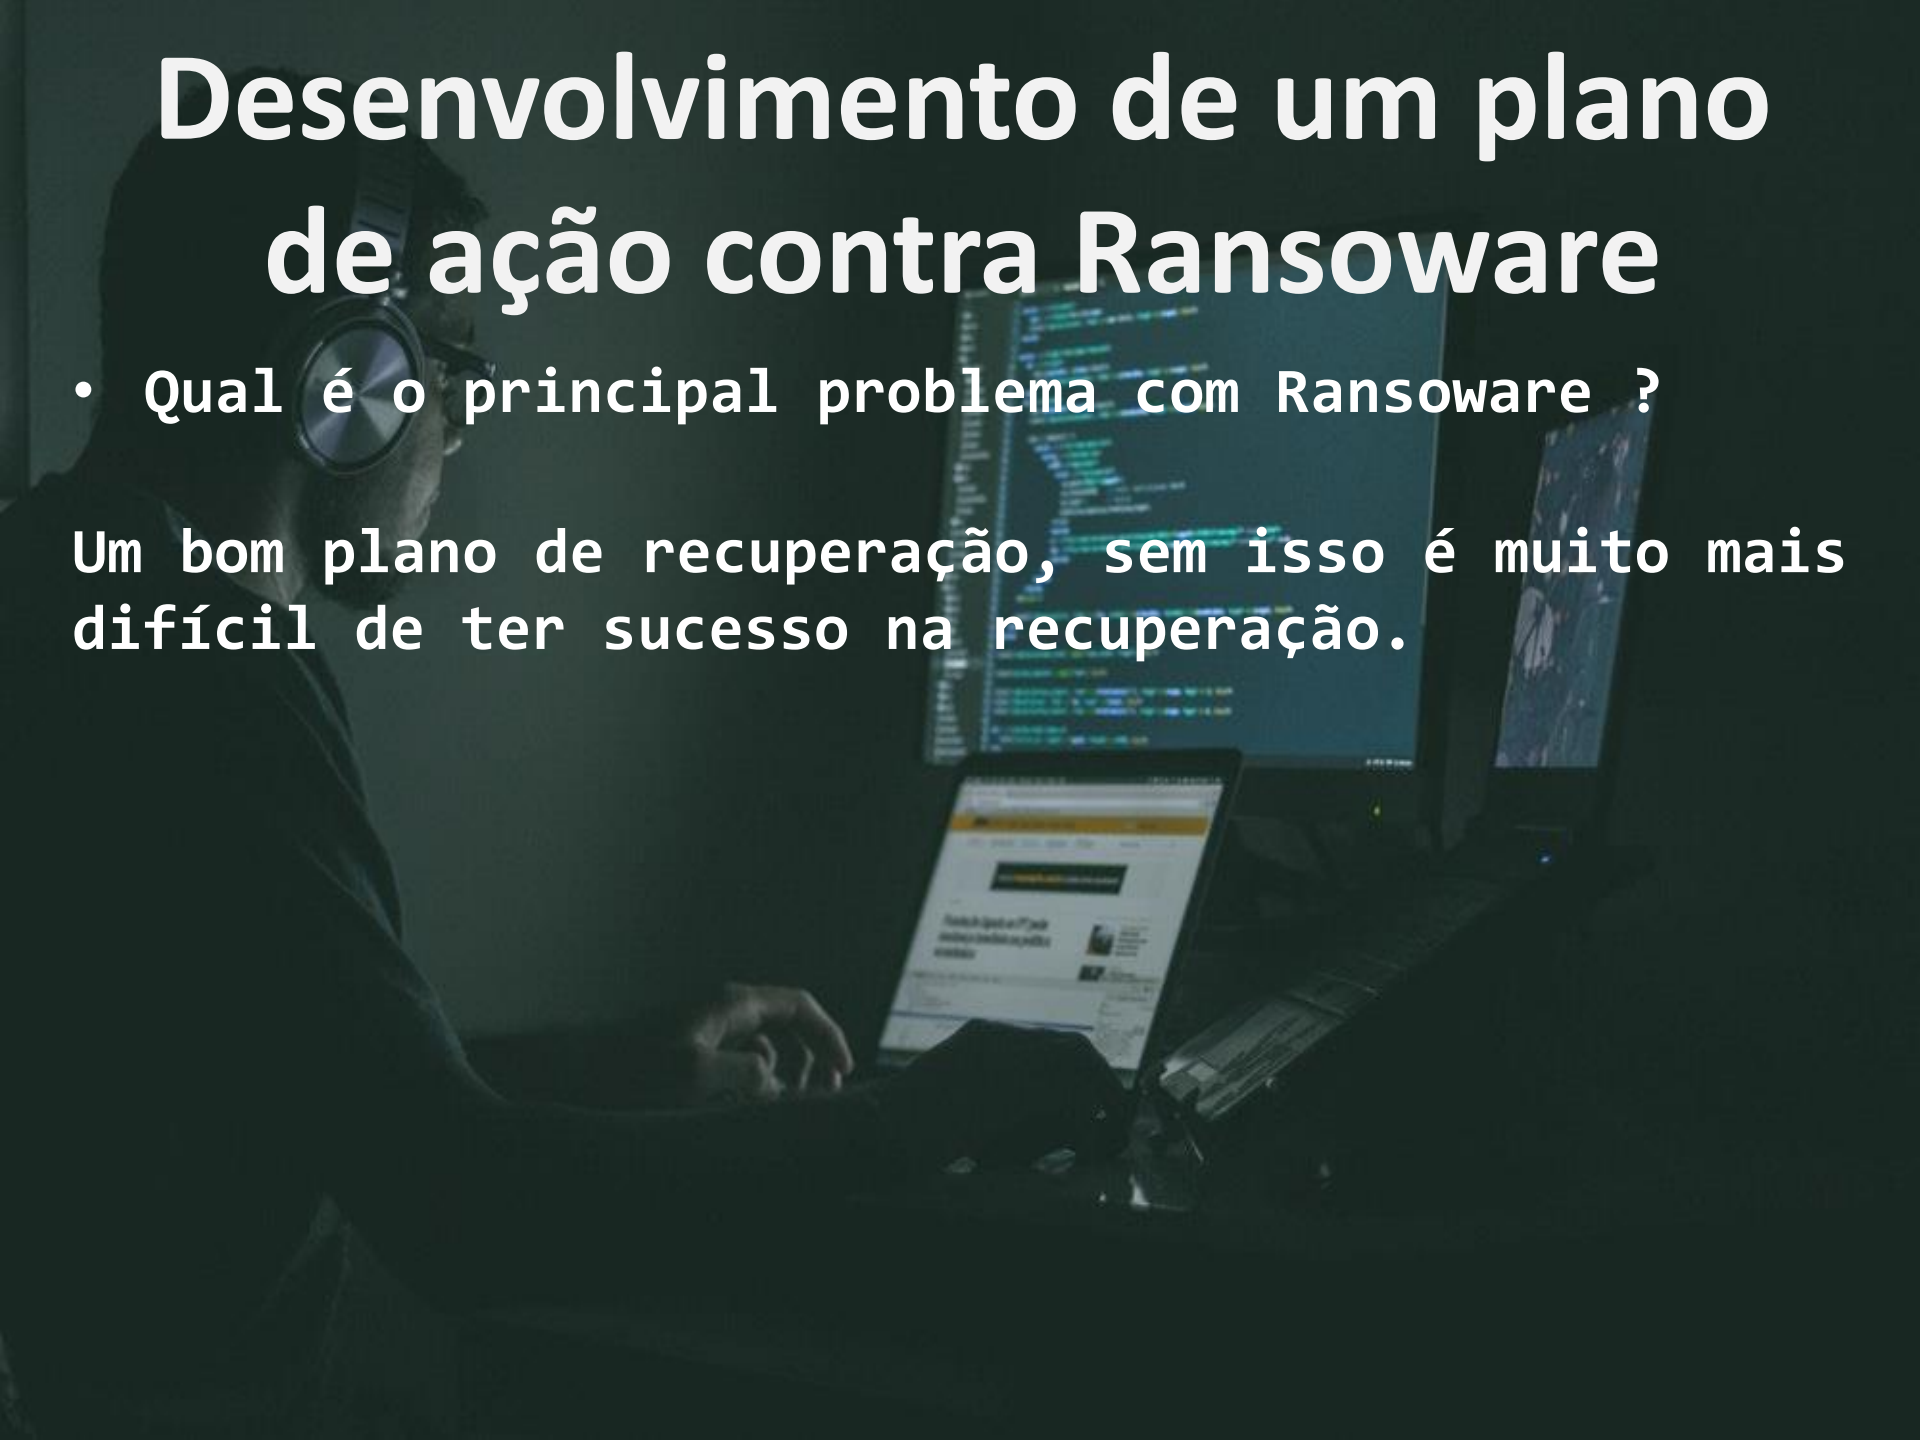 Desenvolvimento de um plano
de ação contra Ransoware
• Qual é o principal problema com Ransoware ?
Um bom plano de recuperação, sem isso é muito mais
difícil de ter sucesso na recuperação.